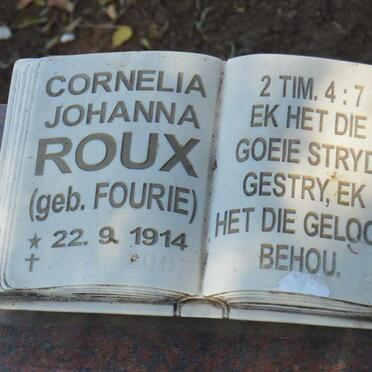 CORNELIA
JOHANNA
ROUX
(geb. FOURIE)
★ 22. 9. 1914
✝
2 TIM. 4 : 7
EK HET DIE
GOEIE STRYD
GESTRY, EK
HET DIE GELOO
BEHOU.